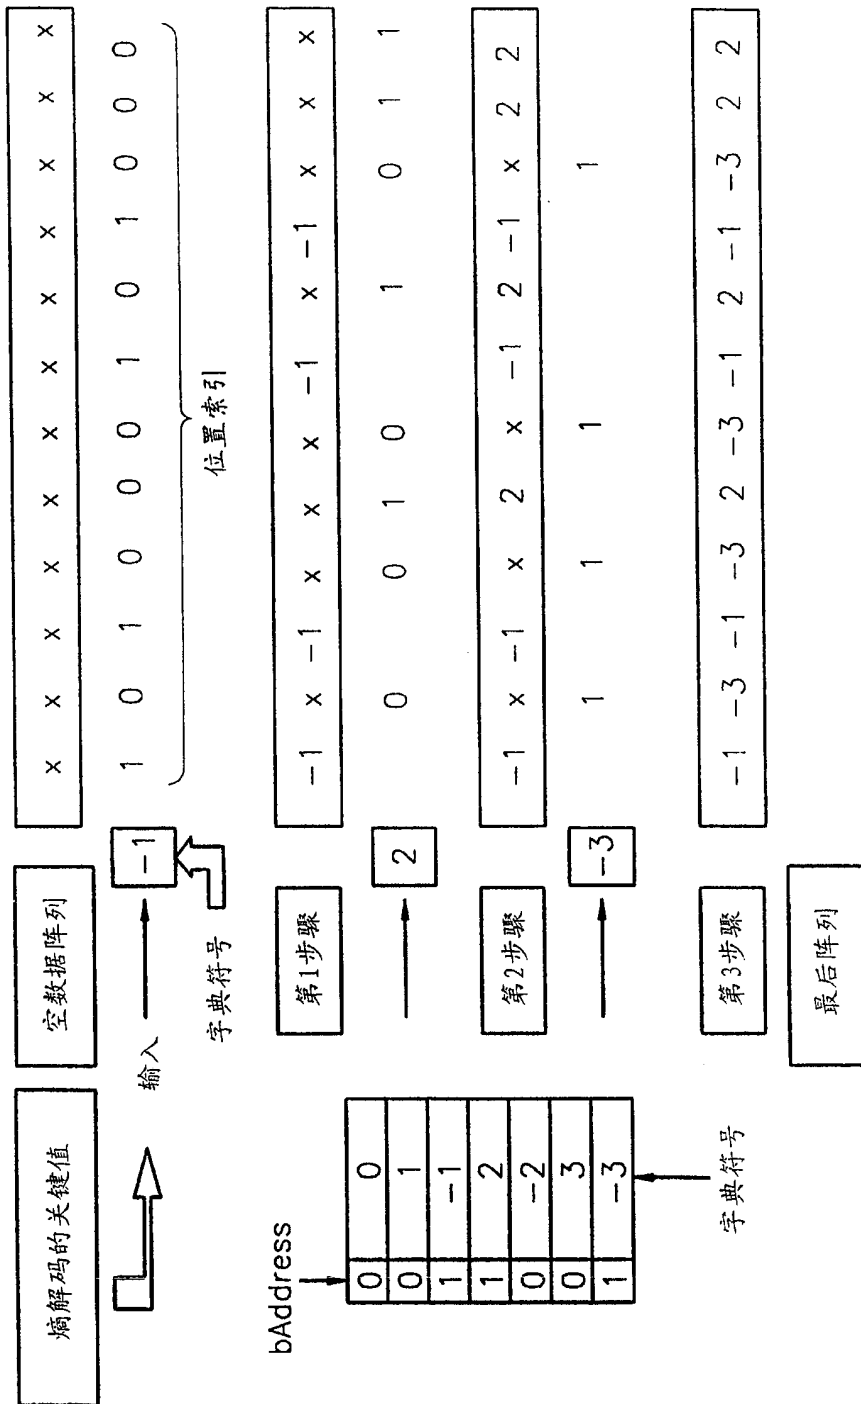 熵解码的关键值
空数据阵列
x x x x x x x x x x x x
输入
-1
1 0 1 0 0 0 1 0 1 0 0 0
字典符号
位置索引
第1步骤
-1 x -1 x x x -1 x -1 x x x
2
0 0 1 0 1 0 1 1
第2步骤
-1 x -1 x 2 x -1 2 -1 x 2 2
-3
1 1 1 1
第3步骤
-1 -3 -1 -3 2 -3 -1 2 -1 -3 2 2
最后阵列
bAddress
0 0
0 1
1 -1
1 2
0 -2
0 3
1 -3
字典符号